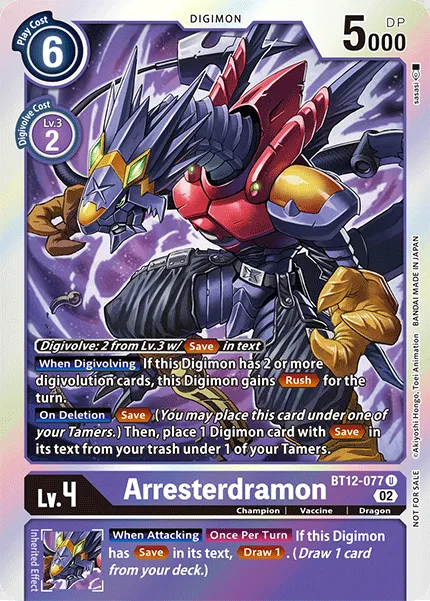 DIGIMON
Play Cost
6
5000 DP
Digivolve Cost
Lv.3
2
sasasi
Digivolve: 2 from Lv.3 w/ Save in text
When Digivolving If this Digimon has 2 or more
digivolution cards, this Digimon gains Rush for the
turn.
On Deletion Save (You may place this card under one of
your Tamers.) Then, place 1 Digimon card with Save in
its text from your trash under 1 of your Tamers.
©Akiyoshi Hongo, Toei Animation BANDAI MADE IN JAPAN
NOT FOR SALE
Lv.4
Arresterdramon
BT12-077 U
02
Champion | Vaccine | Dragon
Inherited Effect
When Attacking Once Per Turn If this Digimon
has Save in its text, Draw 1. (Draw 1 card
from your deck.)